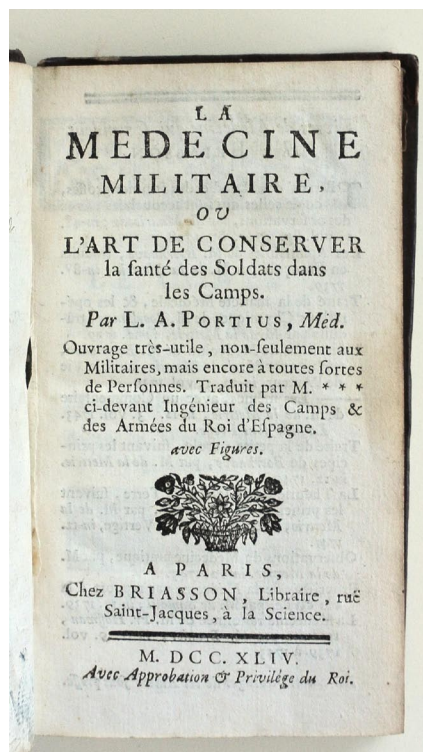 LA
MEDECINE
MILITAIRE,
OU
L'ART DE CONSERVER
la ſanté des Soldats dans
les Camps.
Par L. A. PORTIUS, Med.
Ouvrage très-utile, non-ſeulement aux
Militaires, mais encore à toutes ſortes
de Perſonnes. Traduit par M. * * *
ci-devant Ingénieur des Camps &
des Armées du Roi d'Eſpagne.
avec Figures.
A PARIS,
Chez BRIASSON, Libraire, ruë
Saint-Jacques, à la Science.
M. DCC. XLIV.
Avec Approbation & Privilége du Roi.